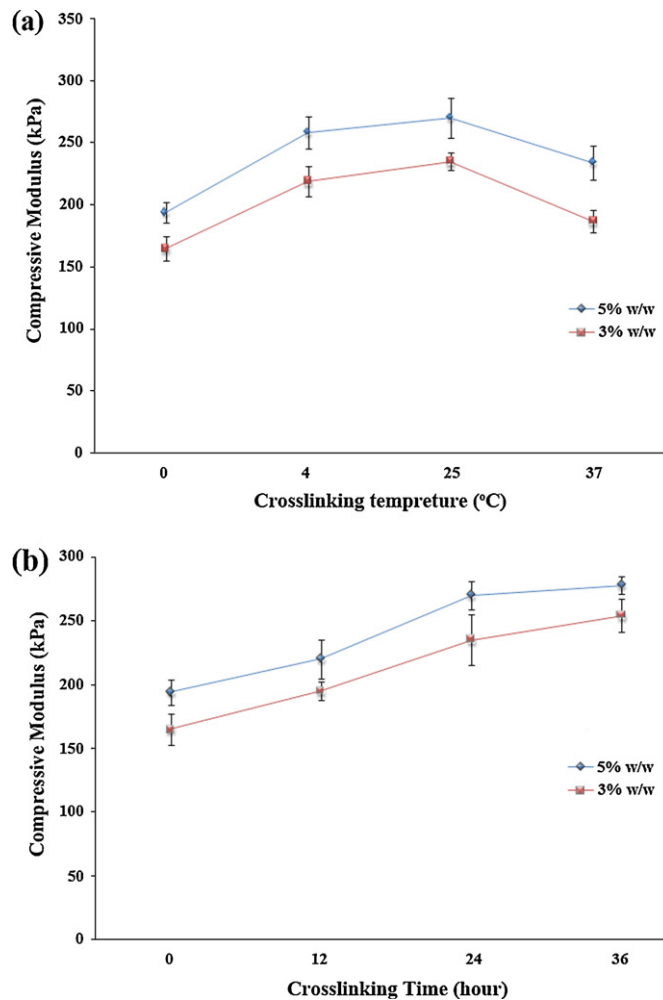 (a)
350
300
250
200
150
100
50
0
Compressive Modulus (kPa)
5% w/w
3% w/w
0 4 25 37
Crosslinking tempreture (ºC)
(b)
300
250
200
150
100
50
0
Compressive Modulus (kPa)
5% w/w
3% w/w
0 12 24 36
Crosslinking Time (hour)